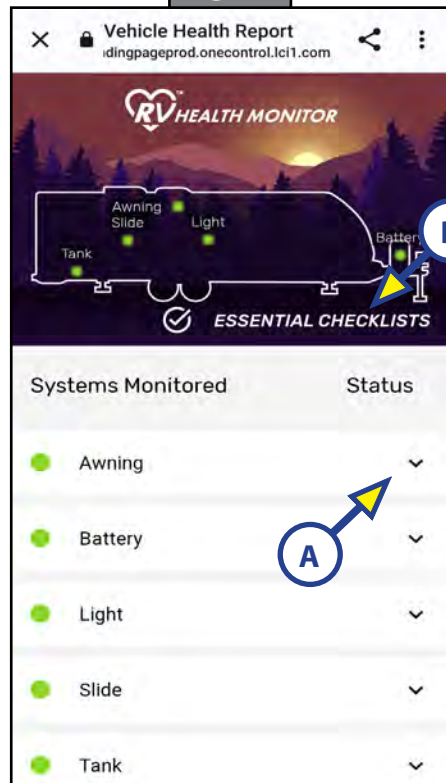 Vehicle Health Report
dingpageprod.onecontrol.lci1.com
RV HEALTH MONITOR
Awning
Slide
Light
Battery
Tank
ESSENTIAL CHECKLISTS
Systems Monitored Status
Awning
A
Battery
Light
Slide
Tank